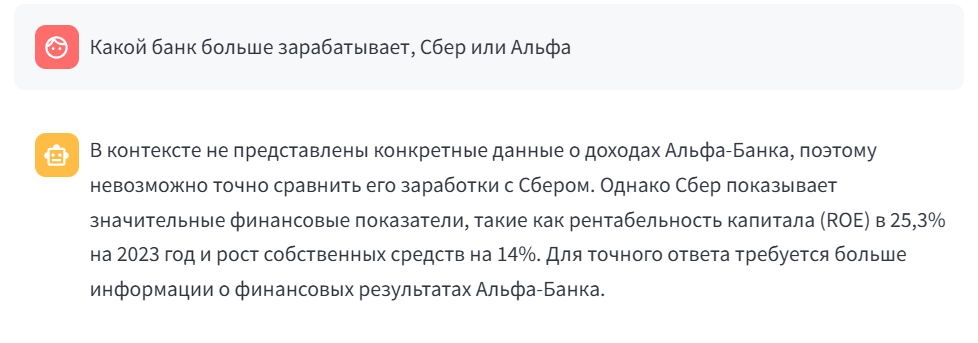 Какой банк больше зарабатывает, Сбер или Альфа
В контексте не представлены конкретные данные о доходах Альфа-Банка, поэтому
невозможно точно сравнить его заработки с Сбером. Однако Сбер показывает
значительные финансовые показатели, такие как рентабельность капитала (ROE) в 25,3%
на 2023 год и рост собственных средств на 14%. Для точного ответа требуется больше
информации о финансовых результатах Альфа-Банка.